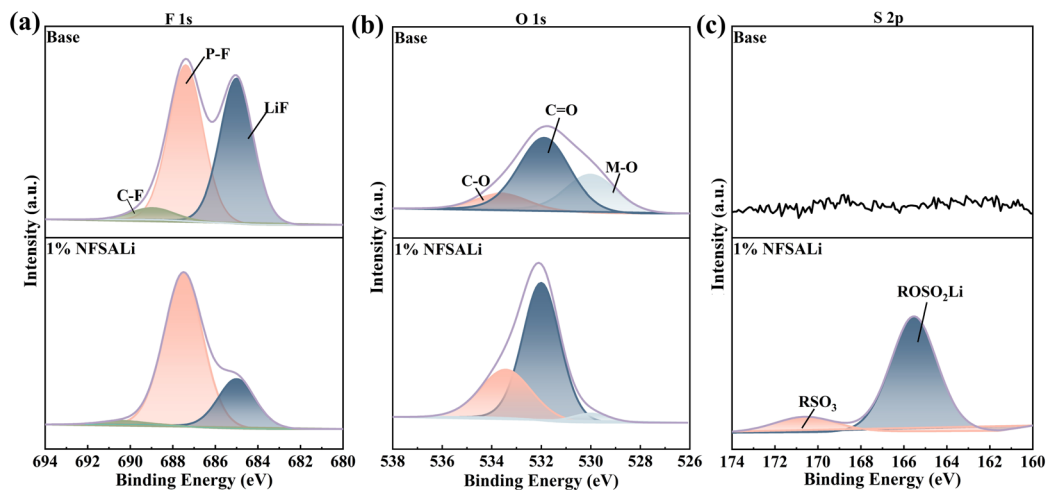 (a)
F 1s
Base
P-F
LiF
C-F
1% NFSALi
Intensity (a.u.)
694 692 690 688 686 684 682 680
Binding Energy (eV)
(b)
O 1s
Base
C=O
C-O
M-O
1% NFSALi
Intensity (a.u.)
538 536 534 532 530 528 526
Binding Energy (eV)
(c)
S 2p
Base
1% NFSALi
ROSO₂Li
RSO₃
Intensity (a.u.)
174 172 170 168 166 164 162 160
Binding Energy (eV)